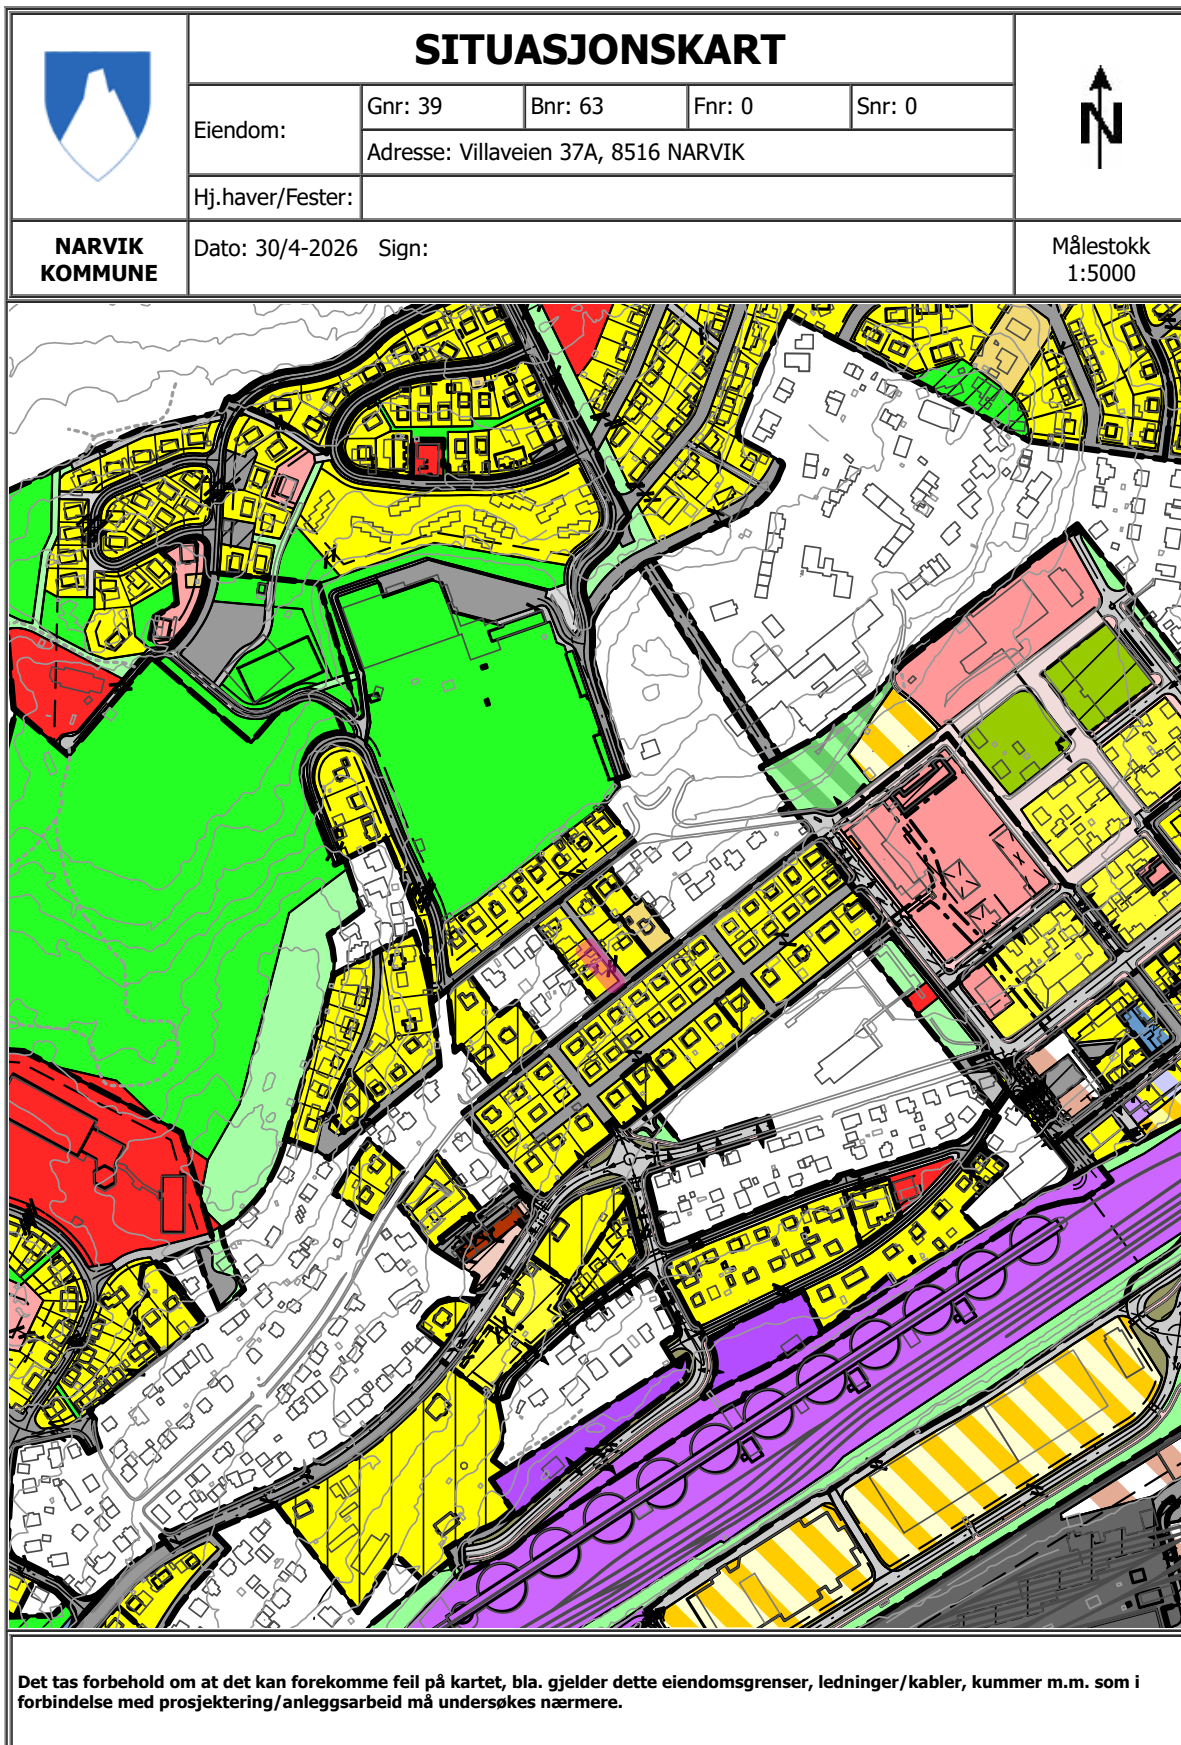 SITUASJONSKART
Eiendom:
Gnr: 39
Bnr: 63
Fnr: 0
Snr: 0
Adresse: Villaveien 37A, 8516 NARVIK
Hj.haver/Fester:
N
NARVIK
KOMMUNE
Dato: 30/4-2026 Sign:
Målestokk
1:5000
Det tas forbehold om at det kan forekomme feil på kartet, bla. gjelder dette eiendomsgrenser, ledninger/kabler, kummer m.m. som i
forbindelse med prosjektering/anleggsarbeid må undersøkes nærmere.